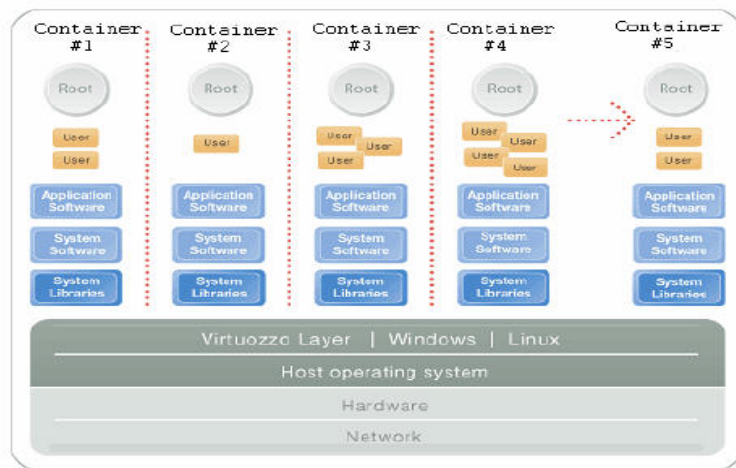 Container #1
Container #2
Container #3
Container #4
Container #5
Root
Root
Root
Root
Root
User
User
User
User
User
User
User
User
User
User
User
User
Application Software
Application Software
Application Software
Application Software
Application Software
System Software
System Software
System Software
System Software
System Software
System Libraries
System Libraries
System Libraries
System Libraries
System Libraries
Virtuozzo Layer | Windows | Linux
Host operating system
Hardware
Network